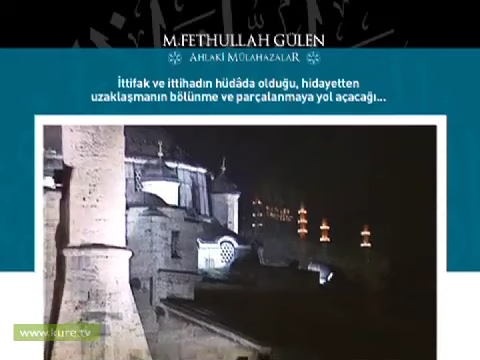 M.FETHULLAH GÜLEN
AHLAKİ MÜLAHAZALAR
İttifak ve ittihadın hüdâda olduğu, hidayetten
uzaklaşmanın bölünme ve parçalanmaya yol açacağı...
www.kure.tv